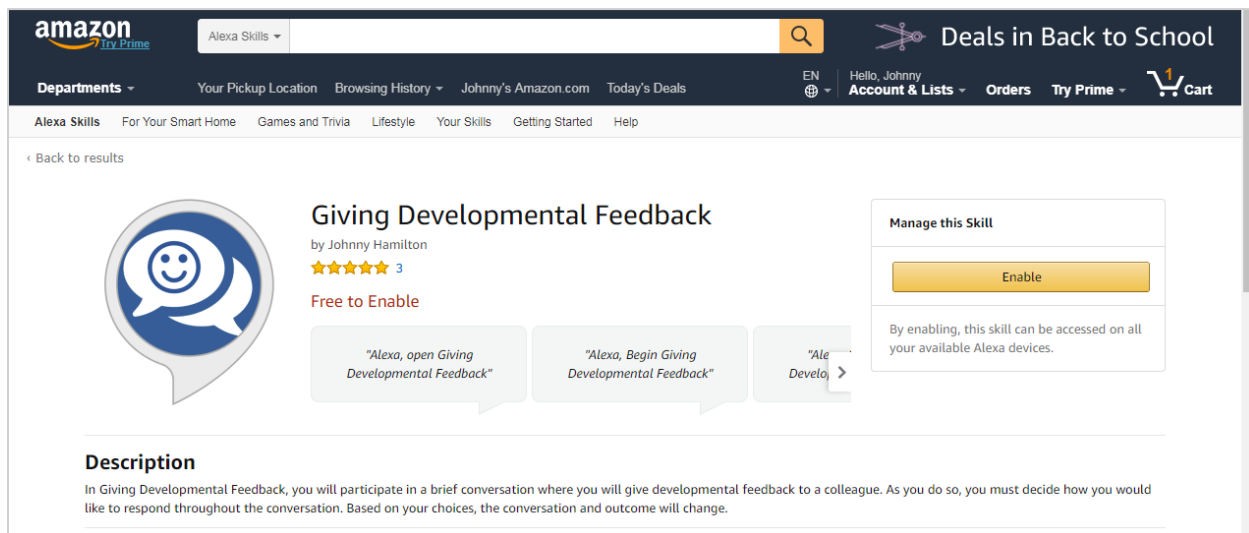 amazon
Try Prime
Alexa Skills
Deals in Back to School
Departments
Your Pickup Location
Browsing History
Johnny's Amazon.com
Today's Deals
EN
Hello, Johnny
Account & Lists
Orders
Try Prime
1
Cart
Alexa Skills
For Your Smart Home
Games and Trivia
Lifestyle
Your Skills
Getting Started
Help
‹ Back to results
Giving Developmental Feedback
by Johnny Hamilton
3
Free to Enable
"Alexa, open Giving
Developmental Feedback"
"Alexa, Begin Giving
Developmental Feedback"
Manage this Skill
Enable
By enabling, this skill can be accessed on all
your available Alexa devices.
Description
In Giving Developmental Feedback, you will participate in a brief conversation where you will give developmental feedback to a colleague. As you do so, you must decide how you would
like to respond throughout the conversation. Based on your choices, the conversation and outcome will change.